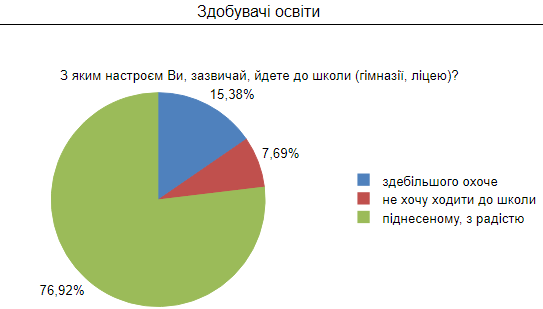 Здобувачі освіти
З яким настроєм Ви, зазвичай, йдете до школи (гімназії, ліцею)?
15,38%
7,69%
76,92%
здебільшого охоче
не хочу ходити до школи
піднесеному, з радістю